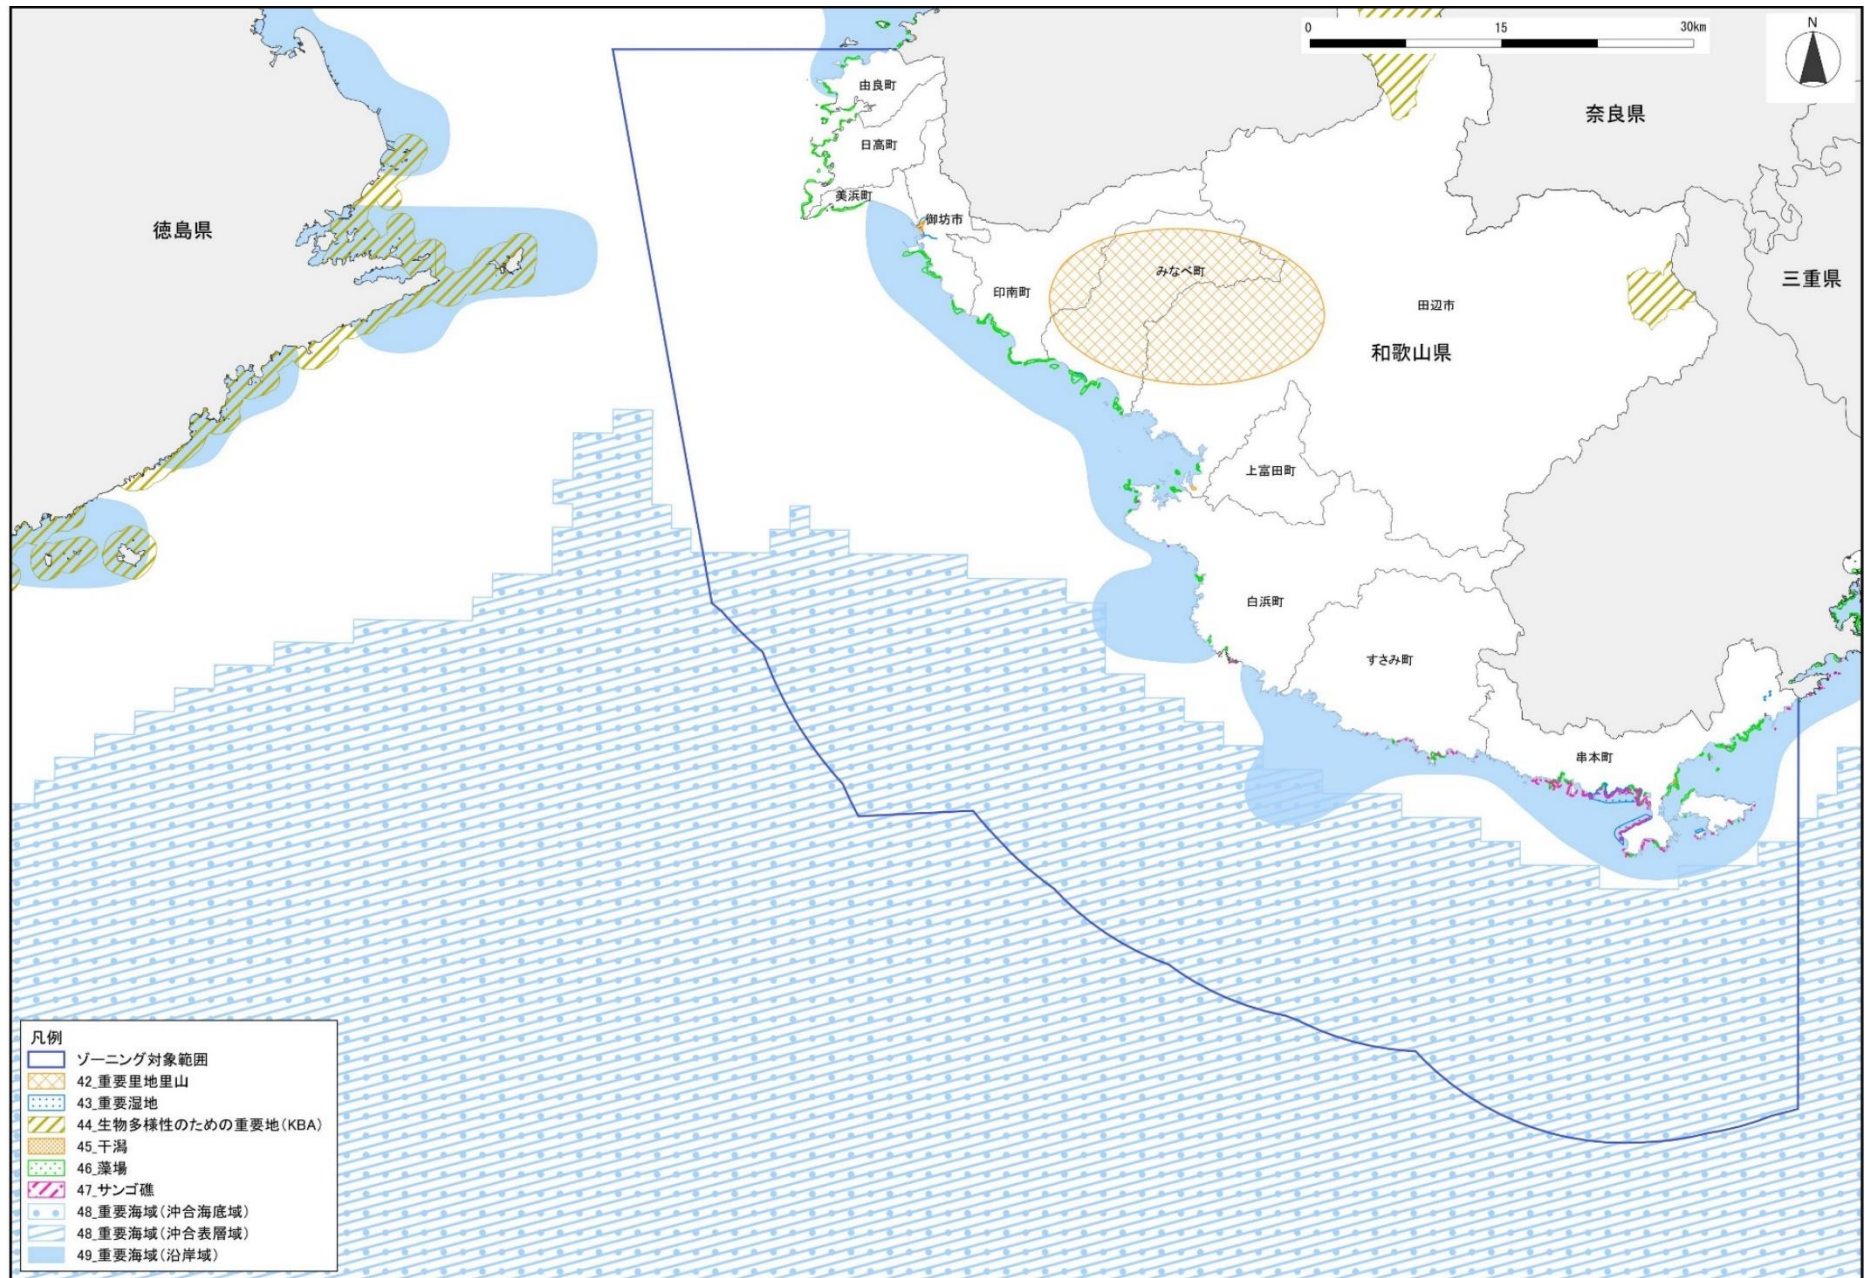 0 15 30km
N
由良町
奈良県
日高町
美浜町
御坊市
徳島県
みなべ町
三重県
印南町
田辺市
和歌山県
上富田町
白浜町
すさみ町
串本町
凡例
ゾーニング対象範囲
42_重要里地里山
43_重要湿地
44_生物多様性のための重要地(KBA)
45_干潟
46_藻場
47_サンゴ礁
48_重要海域(沖合海底域)
48_重要海域(沖合表層域)
49_重要海域(沿岸域)